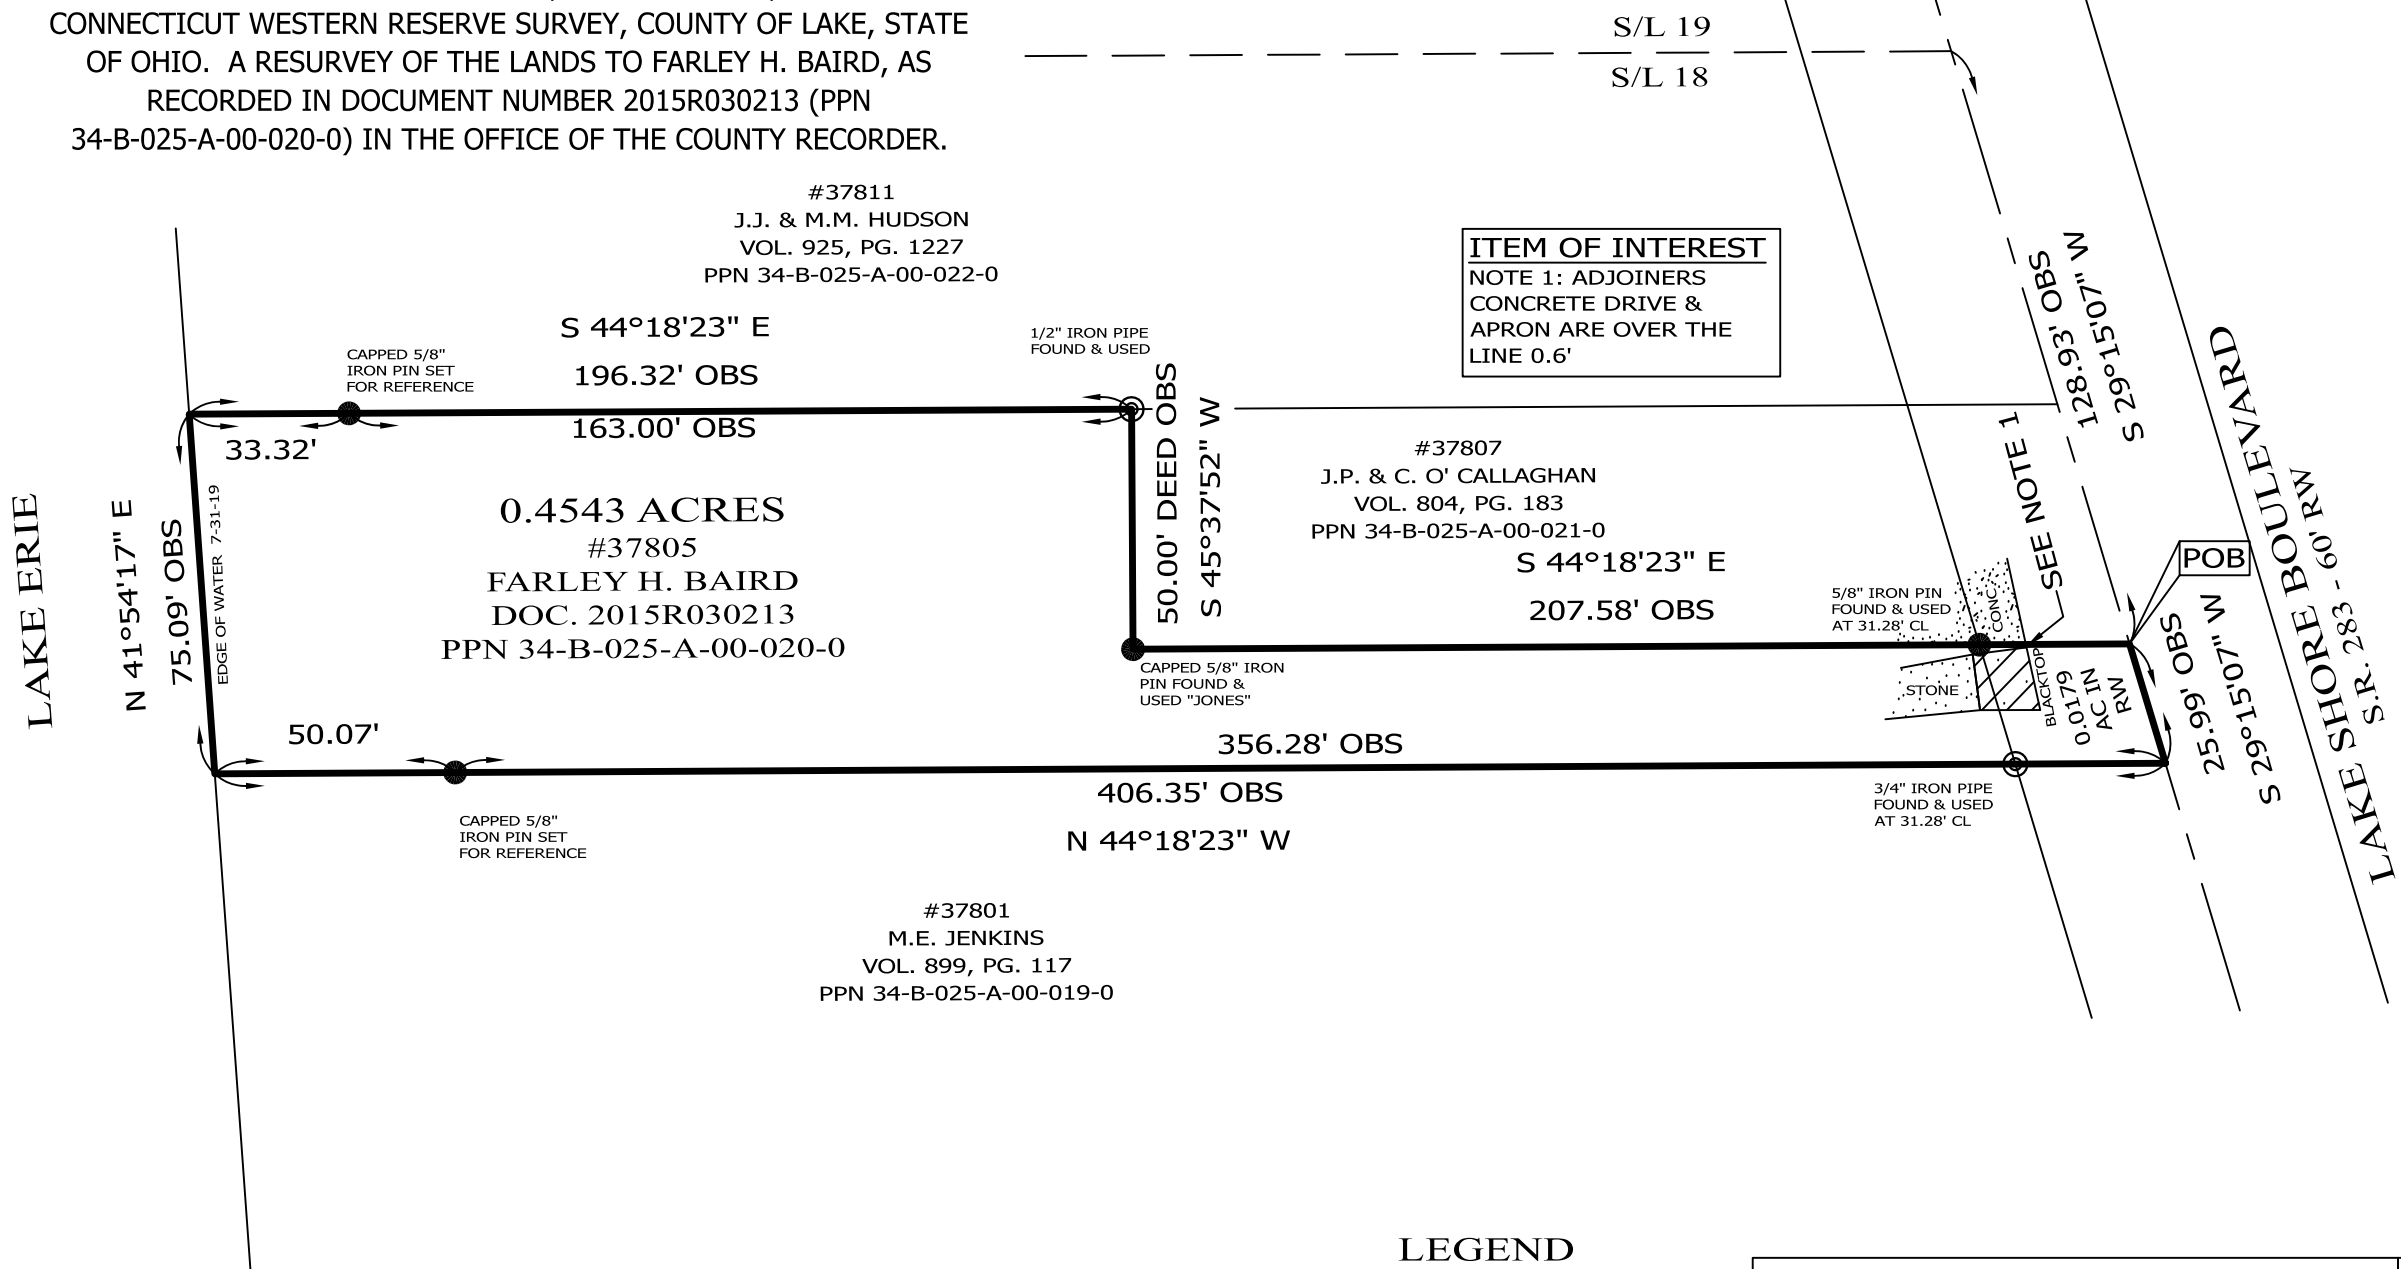 CONNECTICUT WESTERN RESERVE SURVEY, COUNTY OF LAKE, STATE
OF OHIO. A RESURVEY OF THE LANDS TO FARLEY H. BAIRD, AS
RECORDED IN DOCUMENT NUMBER 2015R030213 (PPN
34-B-025-A-00-020-0) IN THE OFFICE OF THE COUNTY RECORDER.
S/L 19
S/L 18
#37811
J.J. & M.M. HUDSON
VOL. 925, PG. 1227
PPN 34-B-025-A-00-022-0
ITEM OF INTEREST
NOTE 1: ADJOINERS
CONCRETE DRIVE &
APRON ARE OVER THE
LINE 0.6'
128.93' OBS
S 29°15'07" W
S 44°18'23" E
196.32' OBS
163.00' OBS
CAPPED 5/8"
IRON PIN SET
FOR REFERENCE
1/2" IRON PIPE
FOUND & USED
33.32'
50.00' DEED OBS
S 45°37'52" W
#37807
J.P. & C. O' CALLAGHAN
VOL. 804, PG. 183
PPN 34-B-025-A-00-021-0
S 44°18'23" E
207.58' OBS
SEE NOTE 1
LAKE SHORE BOULEVARD
S.R. 283 - 60' RW
POB
LAKE ERIE
N 41°54'17" E
75.09' OBS
EDGE OF WATER 7-31-19
0.4543 ACRES
#37805
FARLEY H. BAIRD
DOC. 2015R030213
PPN 34-B-025-A-00-020-0
5/8" IRON PIN
FOUND & USED
AT 31.28' CL
CONC.
STONE
BLACKTOP
0.0179
AC IN
RW
25.99' OBS
S 29°15'07" W
CAPPED 5/8" IRON
PIN FOUND &
USED "JONES"
50.07'
356.28' OBS
406.35' OBS
N 44°18'23" W
3/4" IRON PIPE
FOUND & USED
AT 31.28' CL
CAPPED 5/8"
IRON PIN SET
FOR REFERENCE
#37801
M.E. JENKINS
VOL. 899, PG. 117
PPN 34-B-025-A-00-019-0
LEGEND